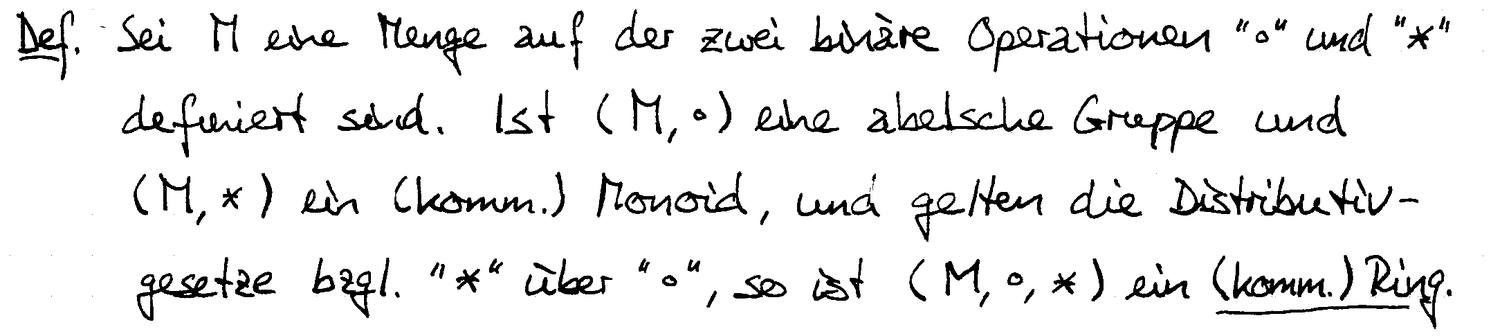 Def. Sei M eine Menge auf der zwei binäre Operationen "∘" und "*"
definiert sind. Ist (M, ∘) eine abelsche Gruppe und
(M, *) ein (komm.) Monoid, und gelten die Distributiv-
gesetze bzgl. "*" über "∘", so ist (M, ∘, *) ein (komm.) Ring.